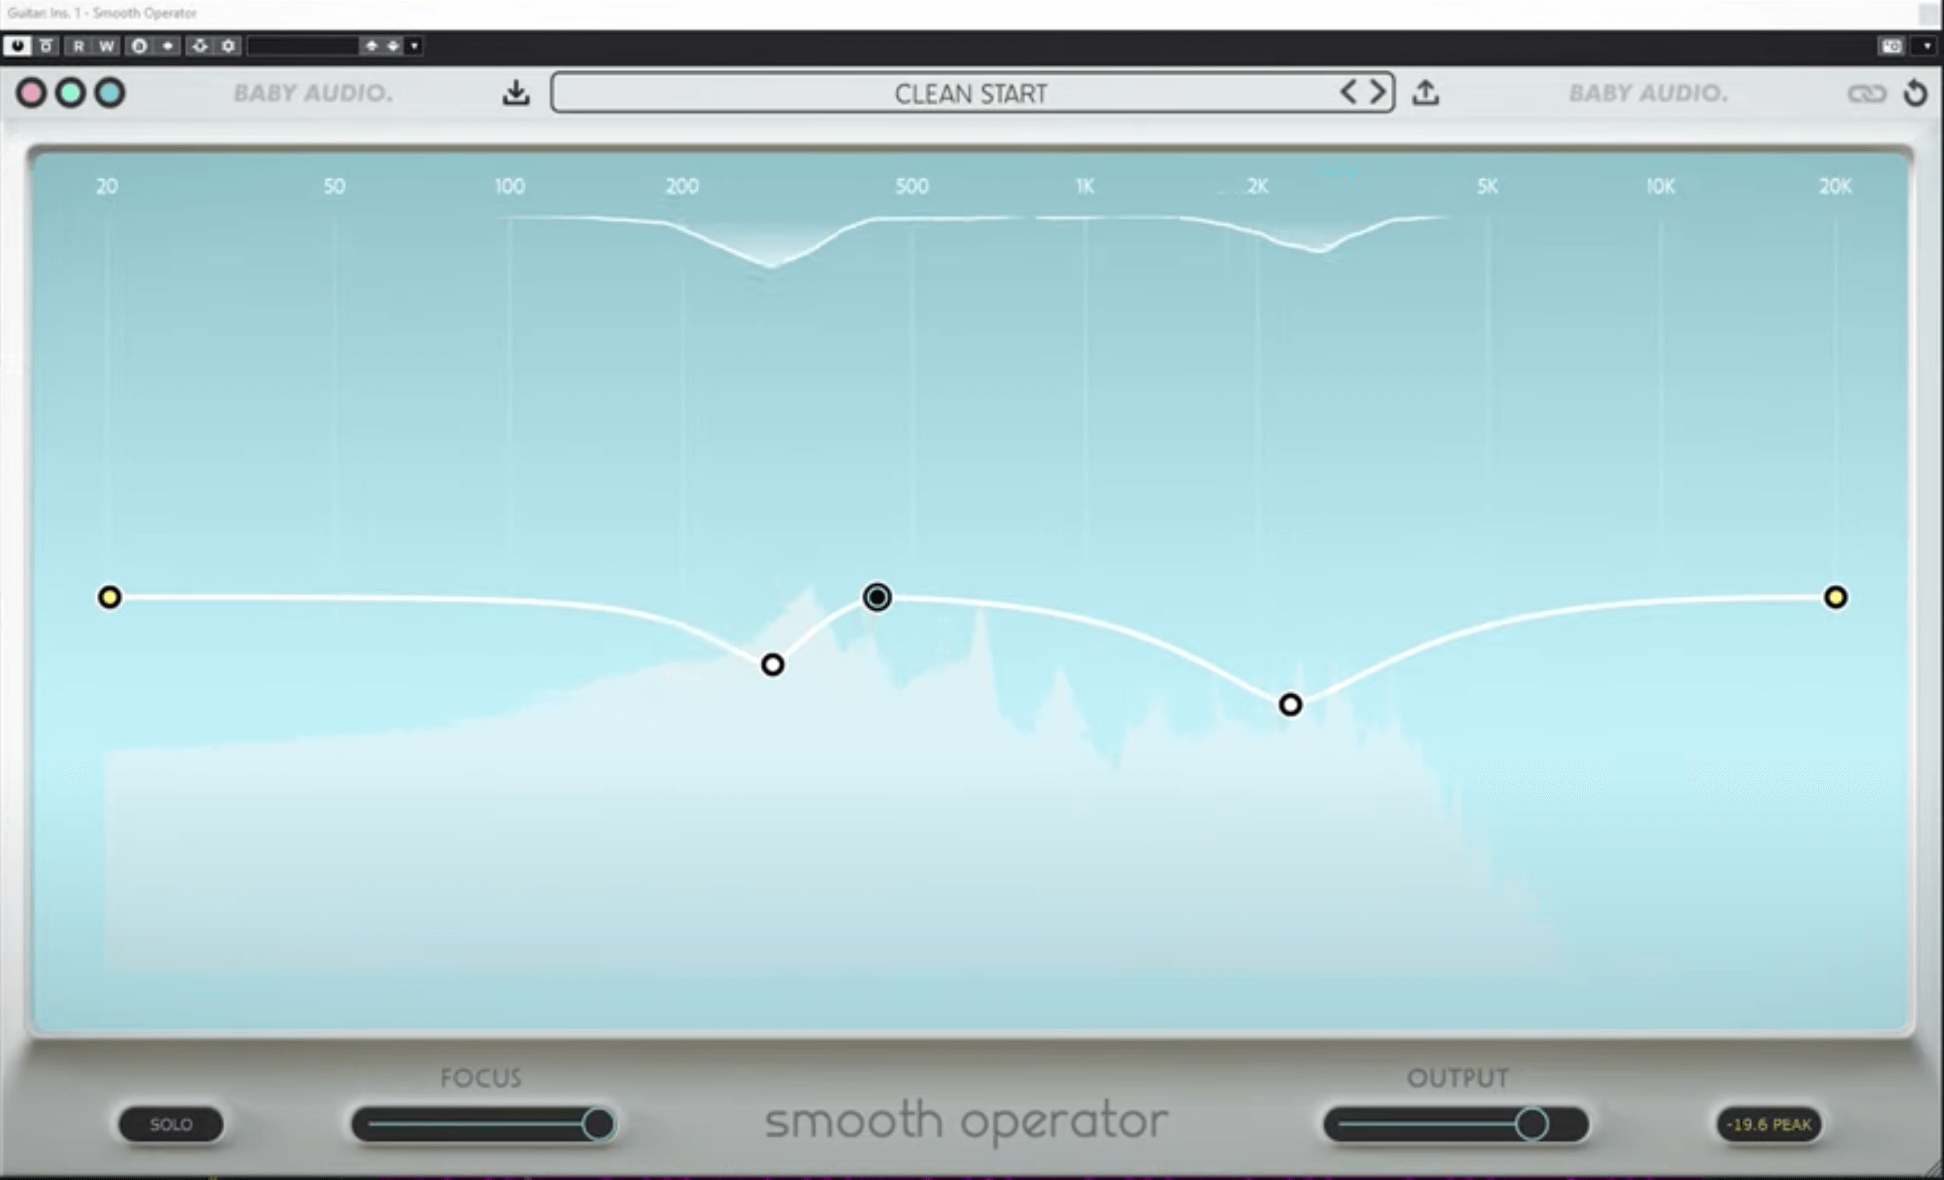 Guitar: Ins. 1 - Smooth Operator
R W
BABY AUDIO. CLEAN START BABY AUDIO.
20 50 100 200 500 1K 2K 5K 10K 20K
FOCUS OUTPUT
SOLO smooth operator -19.6 PEAK